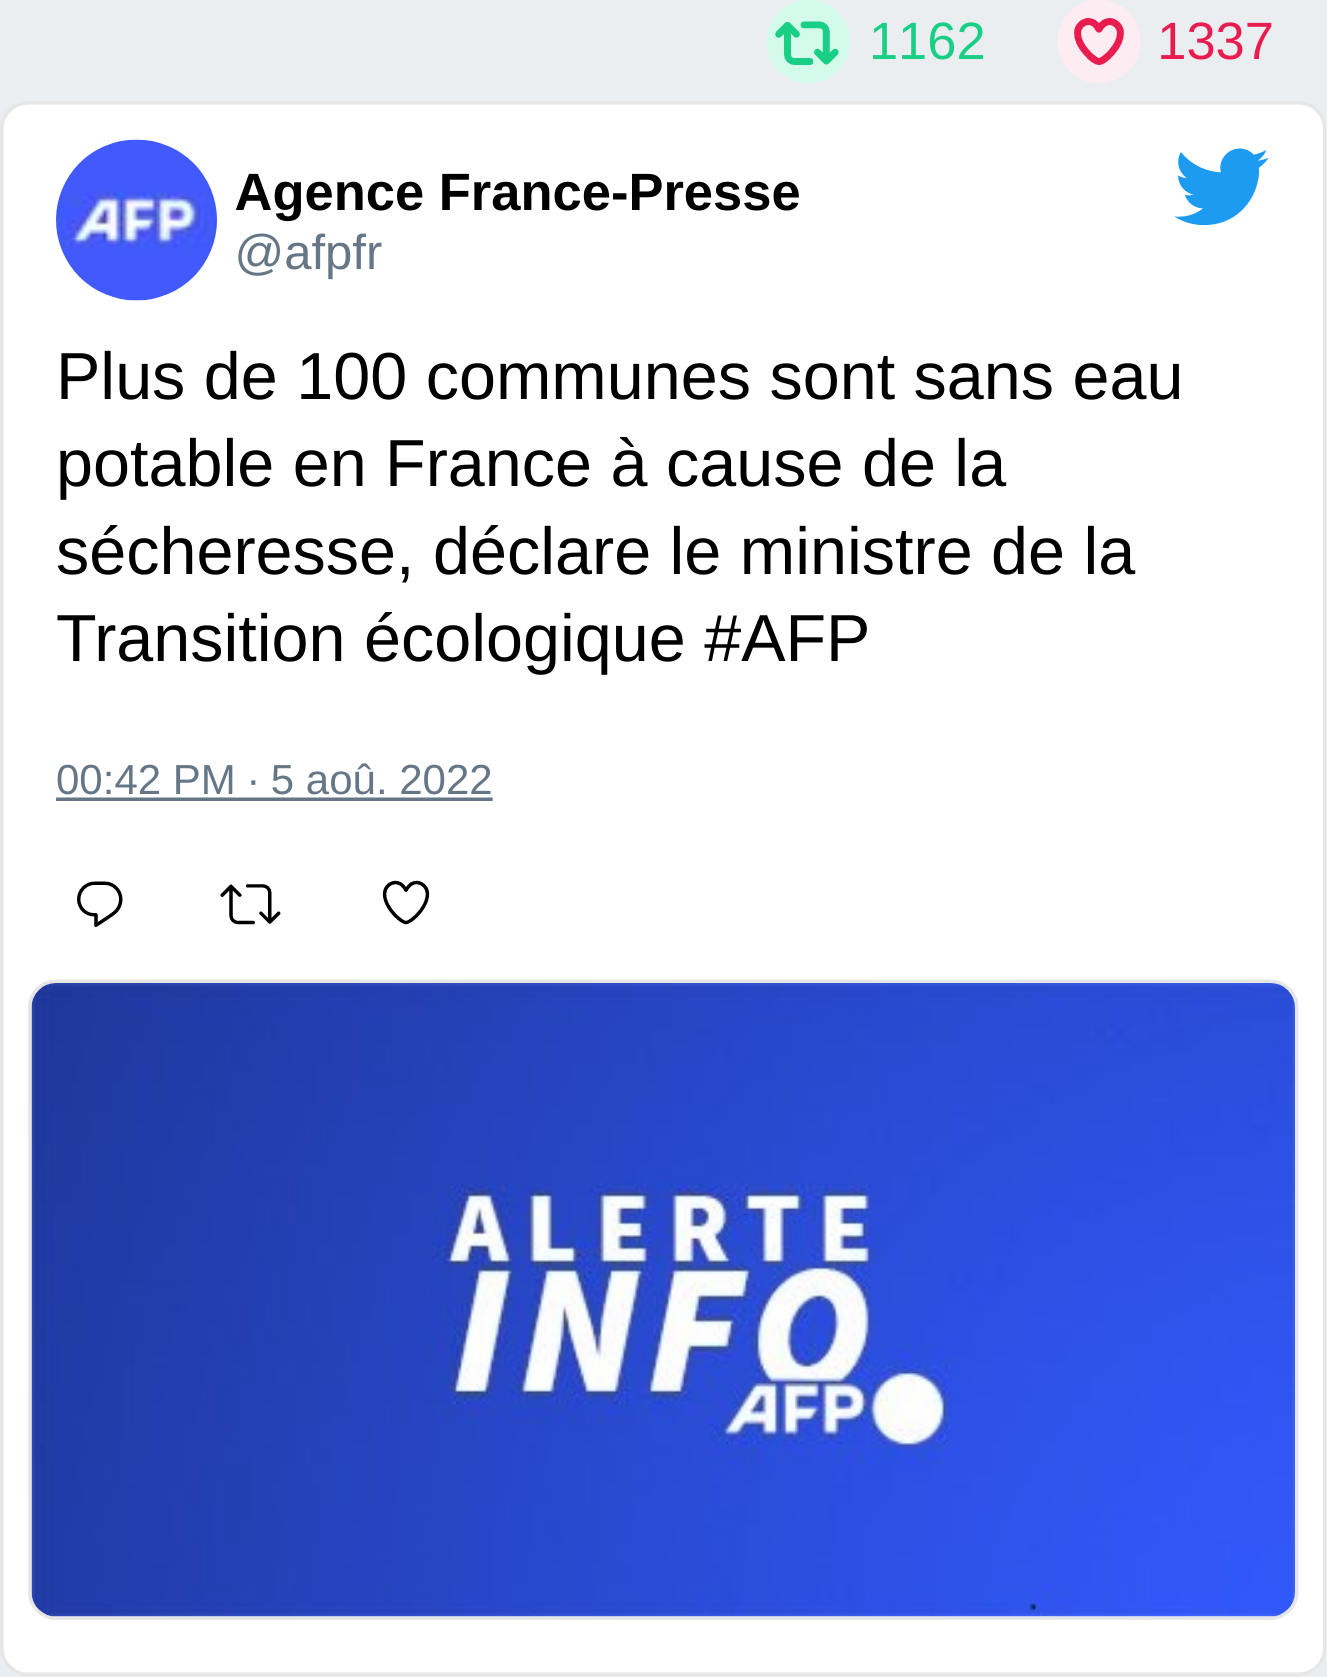 1162 1337
AFP
Agence France-Presse
@afpfr
Plus de 100 communes sont sans eau
potable en France à cause de la
sécheresse, déclare le ministre de la
Transition écologique #AFP
00:42 PM · 5 aoû. 2022
ALERTE
INFO
AFP